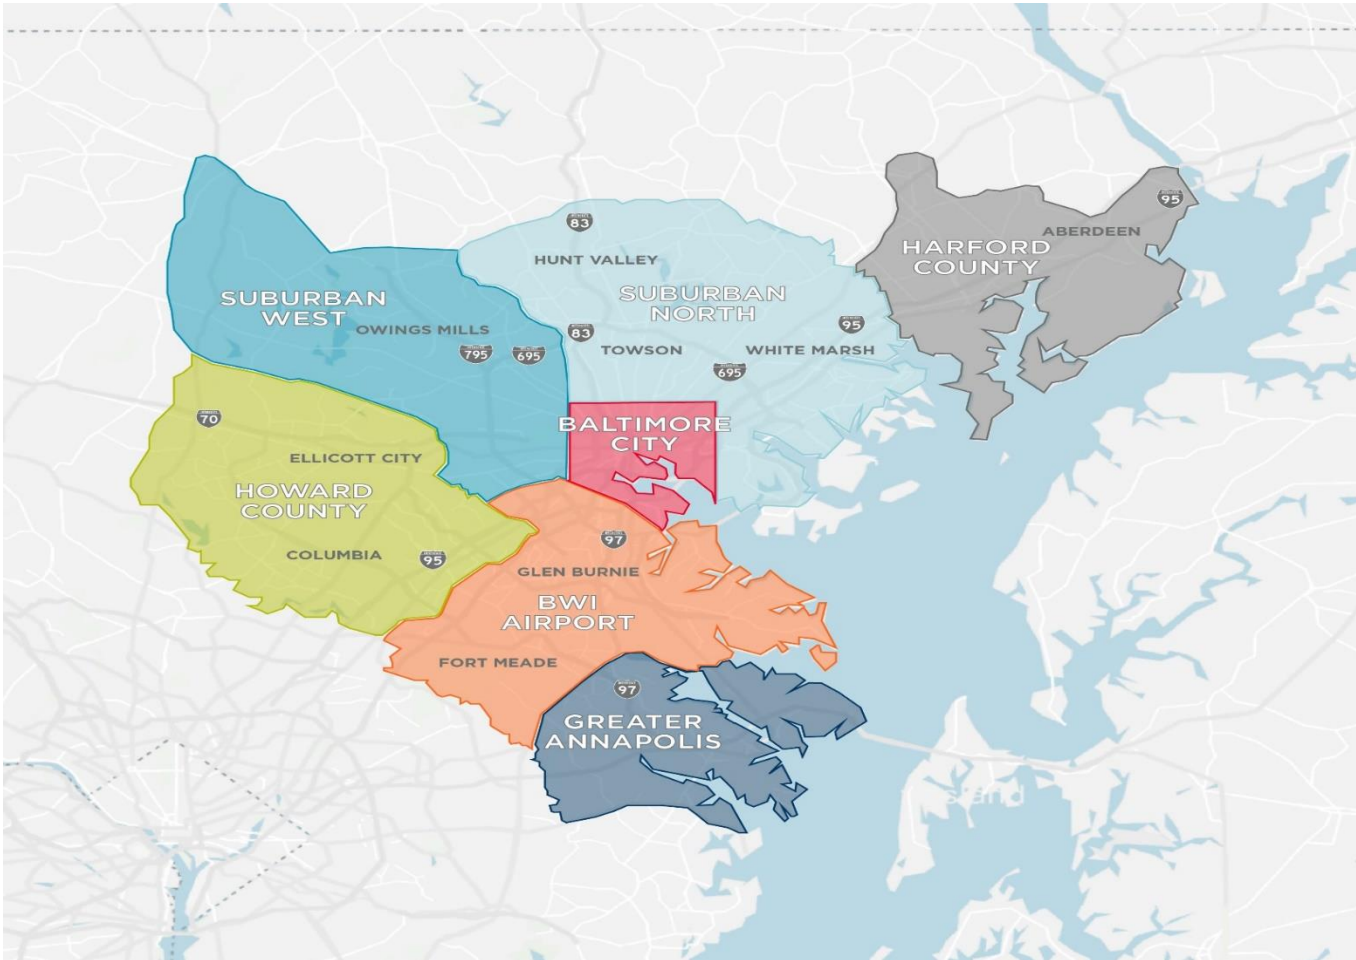 95
83
ABERDEEN
HARFORD
COUNTY
HUNT VALLEY
SUBURBAN
NORTH
SUBURBAN
WEST
OWINGS MILLS
83
95
TOWSON
WHITE MARSH
795
695
695
70
BALTIMORE
CITY
ELLICOTT CITY
HOWARD
COUNTY
97
COLUMBIA
95
GLEN BURNIE
BWI
AIRPORT
FORT MEADE
97
GREATER
ANNAPOLIS